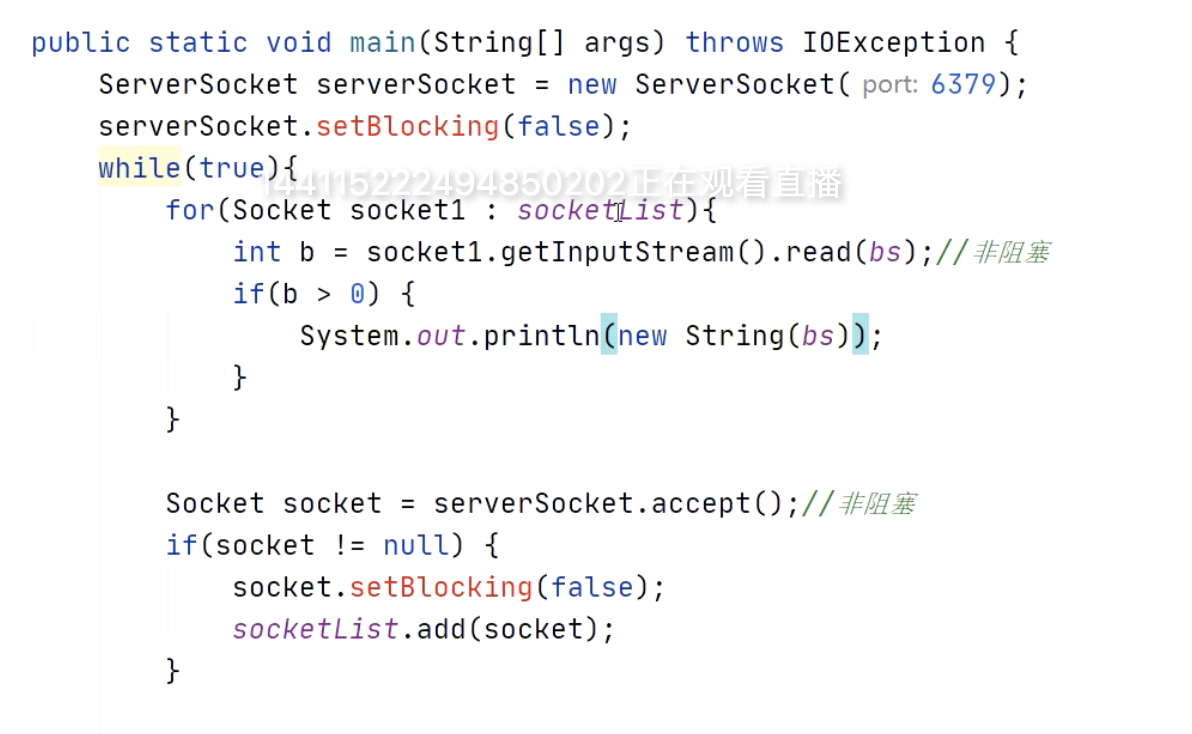 public static void main(String[] args) throws IOException {
ServerSocket serverSocket = new ServerSocket( port: 6379);
serverSocket.setBlocking(false);
while(true){
144115222494850202正在观看直播
for(Socket socket1 : socketList){
int b = socket1.getInputStream().read(bs);//非阻塞
if(b > 0) {
System.out.println(new String(bs));
}
}
Socket socket = serverSocket.accept();//非阻塞
if(socket != null) {
socket.setBlocking(false);
socketList.add(socket);
}